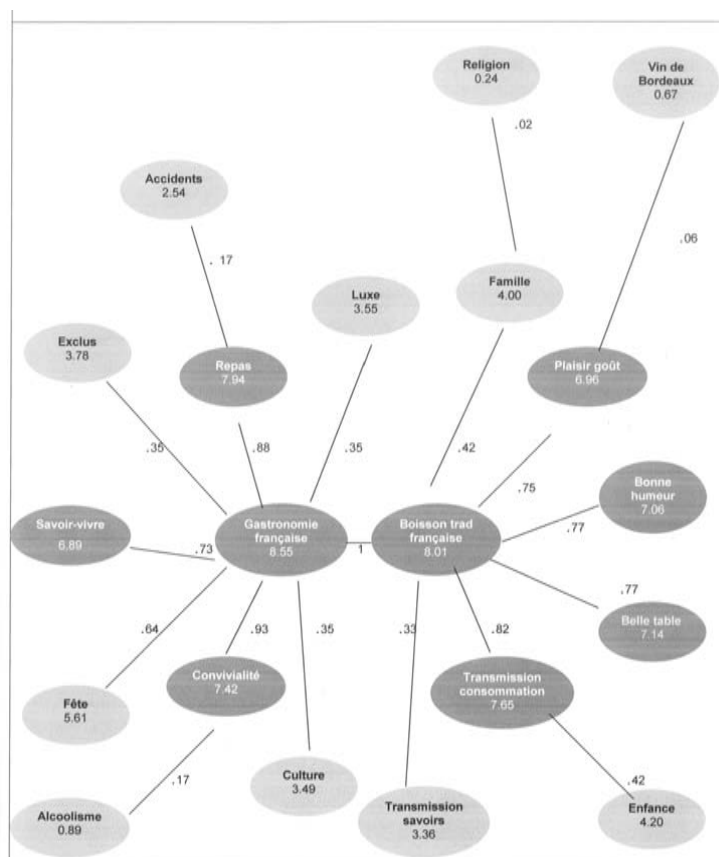 Religion
0.24
Vin de
Bordeaux
0.67
.02
Accidents
2.54
.06
. 17
Famille
4.00
Luxe
3.55
Exclus
3.78
Repas
7.94
Plaisir goût
6.96
.35
.88
.35
.42
.75
Bonne
humeur
7.06
Savoir-vivre
6.89
Gastronomie
française
8.55
Boisson trad
française
8.01
.77
.73
1
.77
Belle table
7.14
.64
.93
.35
.33
.82
Convivialité
7.42
Transmission
consommation
7.65
Fête
5.61
.17
Culture
3.49
.42
Alcoolisme
0.89
Transmission
savoirs
3.36
Enfance
4.20